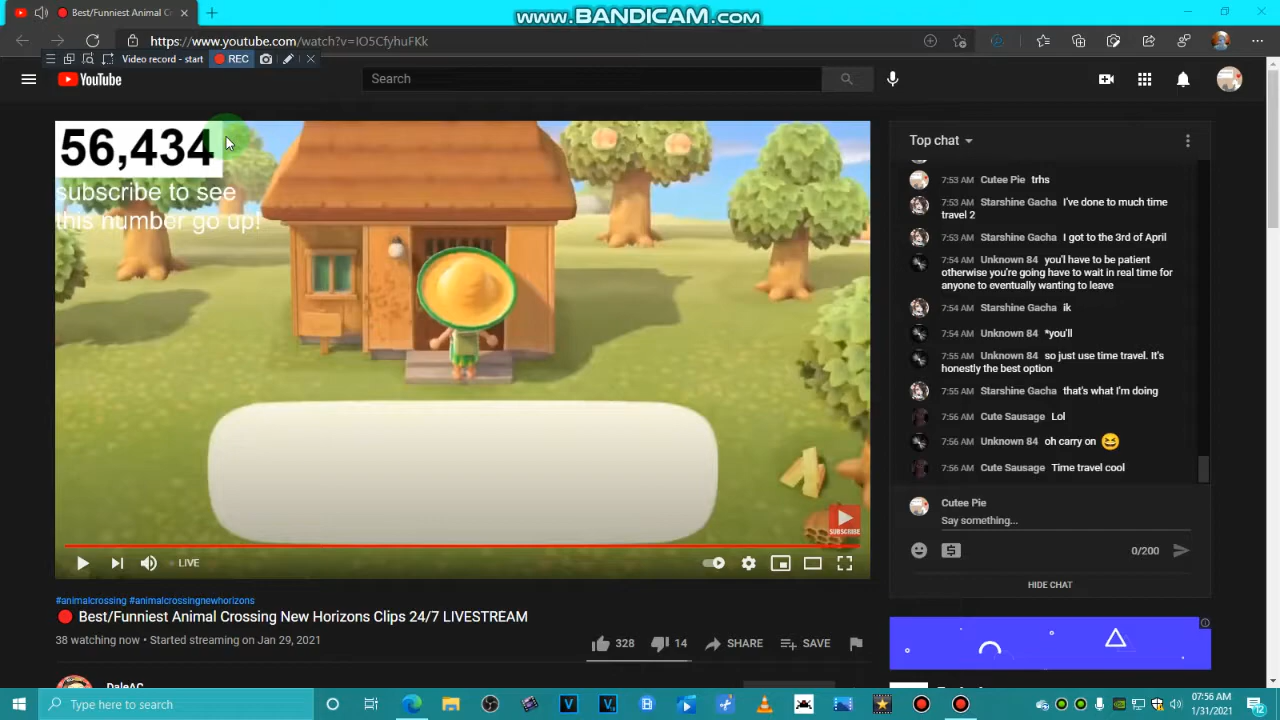 Best/Funniest Animal Cr
www.BANDICAM.com
https://www.youtube.com/watch?v=IO5CfyhuFKk
Video record - start
REC
YouTube
Search
56,434
subscribe to see
this number go up!
SUBSCRIBE
LIVE
#animalcrossing #animalcrossingnewhorizons
Best/Funniest Animal Crossing New Horizons Clips 24/7 LIVESTREAM
38 watching now • Started streaming on Jan 29, 2021
328
14
SHARE
SAVE
DaleAC
Top chat
7:53 AM Cutee Pie trhs
7:53 AM Starshine Gacha I've done to much time
travel 2
7:53 AM Starshine Gacha I got to the 3rd of April
7:54 AM Unknown 84 you'l have to be patient
otherwise you're going have to wait in real time for
anyone to eventually wanting to leave
7:54 AM Starshine Gacha ik
7:54 AM Unknown 84 *you'll
7:55 AM Unknown 84 so just use time travel. It's
honestly the best option
7:55 AM Starshine Gacha that's what I'm doing
7:56 AM Cute Sausage Lol
7:56 AM Unknown 84 oh carry on 😆
7:56 AM Cute Sausage Time travel cool
Cutee Pie
Say something...
0/200
HIDE CHAT
Type here to search
07:56 AM
1/31/2021